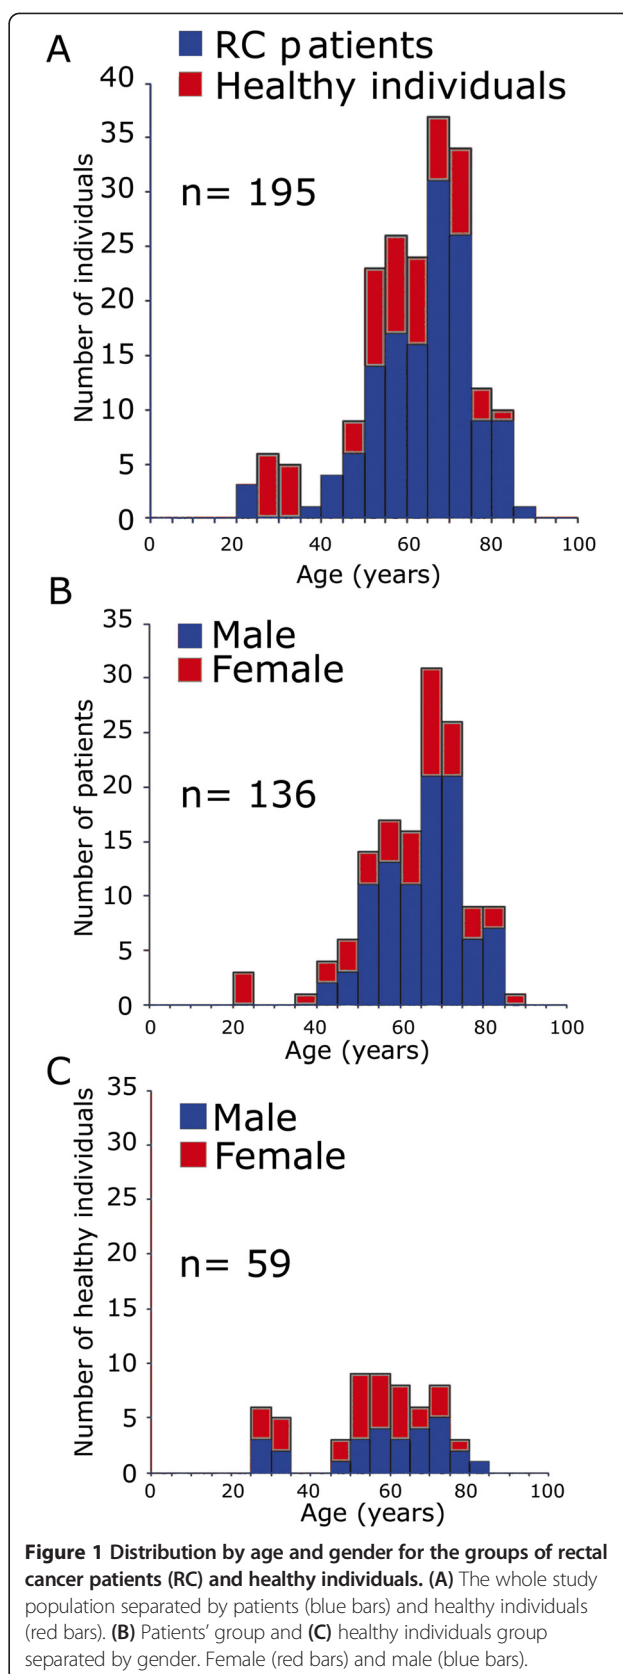 A
RC patients
Healthy individuals
40
35
30
25
20
15
10
5
0
n= 195
Number of individuals
0 20 40 60 80 100
Age (years)
B
35
30
25
20
15
10
5
0
Male
Female
n= 136
Number of patients
0 20 40 60 80 100
Age (years)
C
35
30
25
20
15
10
5
0
Male
Female
n= 59
Number of healthy individuals
0 20 40 60 80 100
Age (years)
Figure 1 Distribution by age and gender for the groups of rectal
cancer patients (RC) and healthy individuals. (A) The whole study
population separated by patients (blue bars) and healthy individuals
(red bars). (B) Patients' group and (C) healthy individuals group
separated by gender. Female (red bars) and male (blue bars).